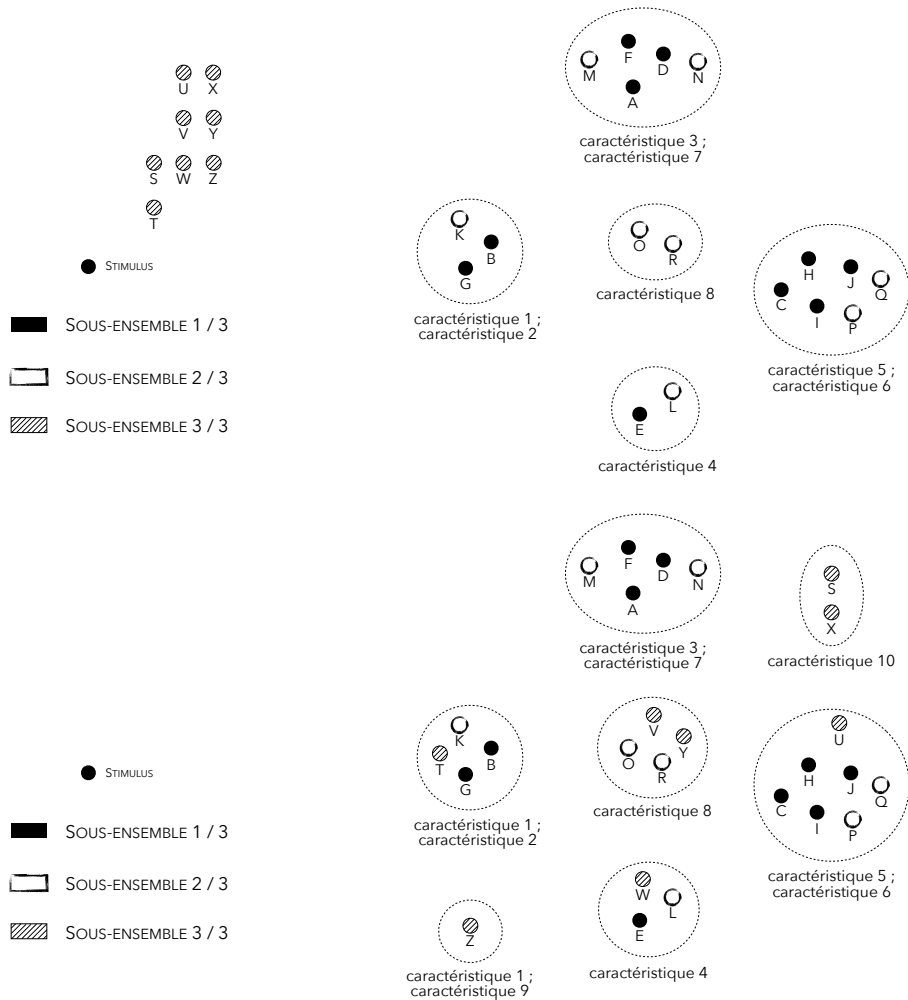 F
D
M
N
A
caractéristique 3 ;
caractéristique 7
U X
V Y
S W Z
T
K
B
G
caractéristique 1 ;
caractéristique 2
O
R
caractéristique 8
H
J
Q
C
I
P
caractéristique 5 ;
caractéristique 6
STIMULUS
SOUS-ENSEMBLE 1 / 3
SOUS-ENSEMBLE 2 / 3
SOUS-ENSEMBLE 3 / 3
L
E
caractéristique 4
F
D
M
N
A
caractéristique 3 ;
caractéristique 7
S
X
caractéristique 10
K
T
B
G
caractéristique 1 ;
caractéristique 2
V
Y
O
R
caractéristique 8
U
H
J
Q
C
I
P
caractéristique 5 ;
caractéristique 6
STIMULUS
SOUS-ENSEMBLE 1 / 3
SOUS-ENSEMBLE 2 / 3
SOUS-ENSEMBLE 3 / 3
Z
caractéristique 1 ;
caractéristique 9
W
L
E
caractéristique 4